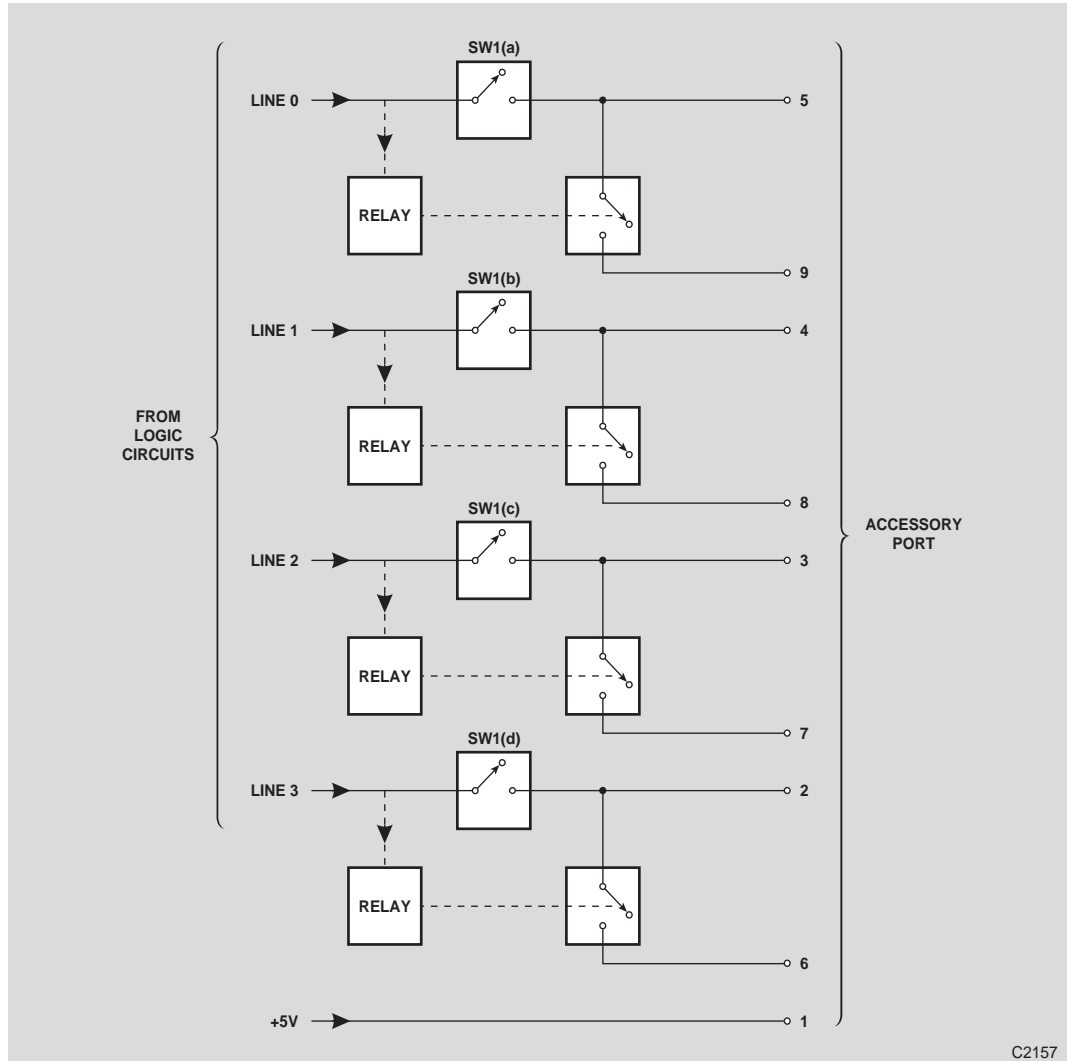 SW1(a)
LINE 0
5
RELAY
9
SW1(b)
LINE 1
4
RELAY
8
FROM
LOGIC
CIRCUITS
SW1(c)
ACCESSORY
PORT
LINE 2
3
RELAY
7
SW1(d)
LINE 3
2
RELAY
6
+5V
1
C2157